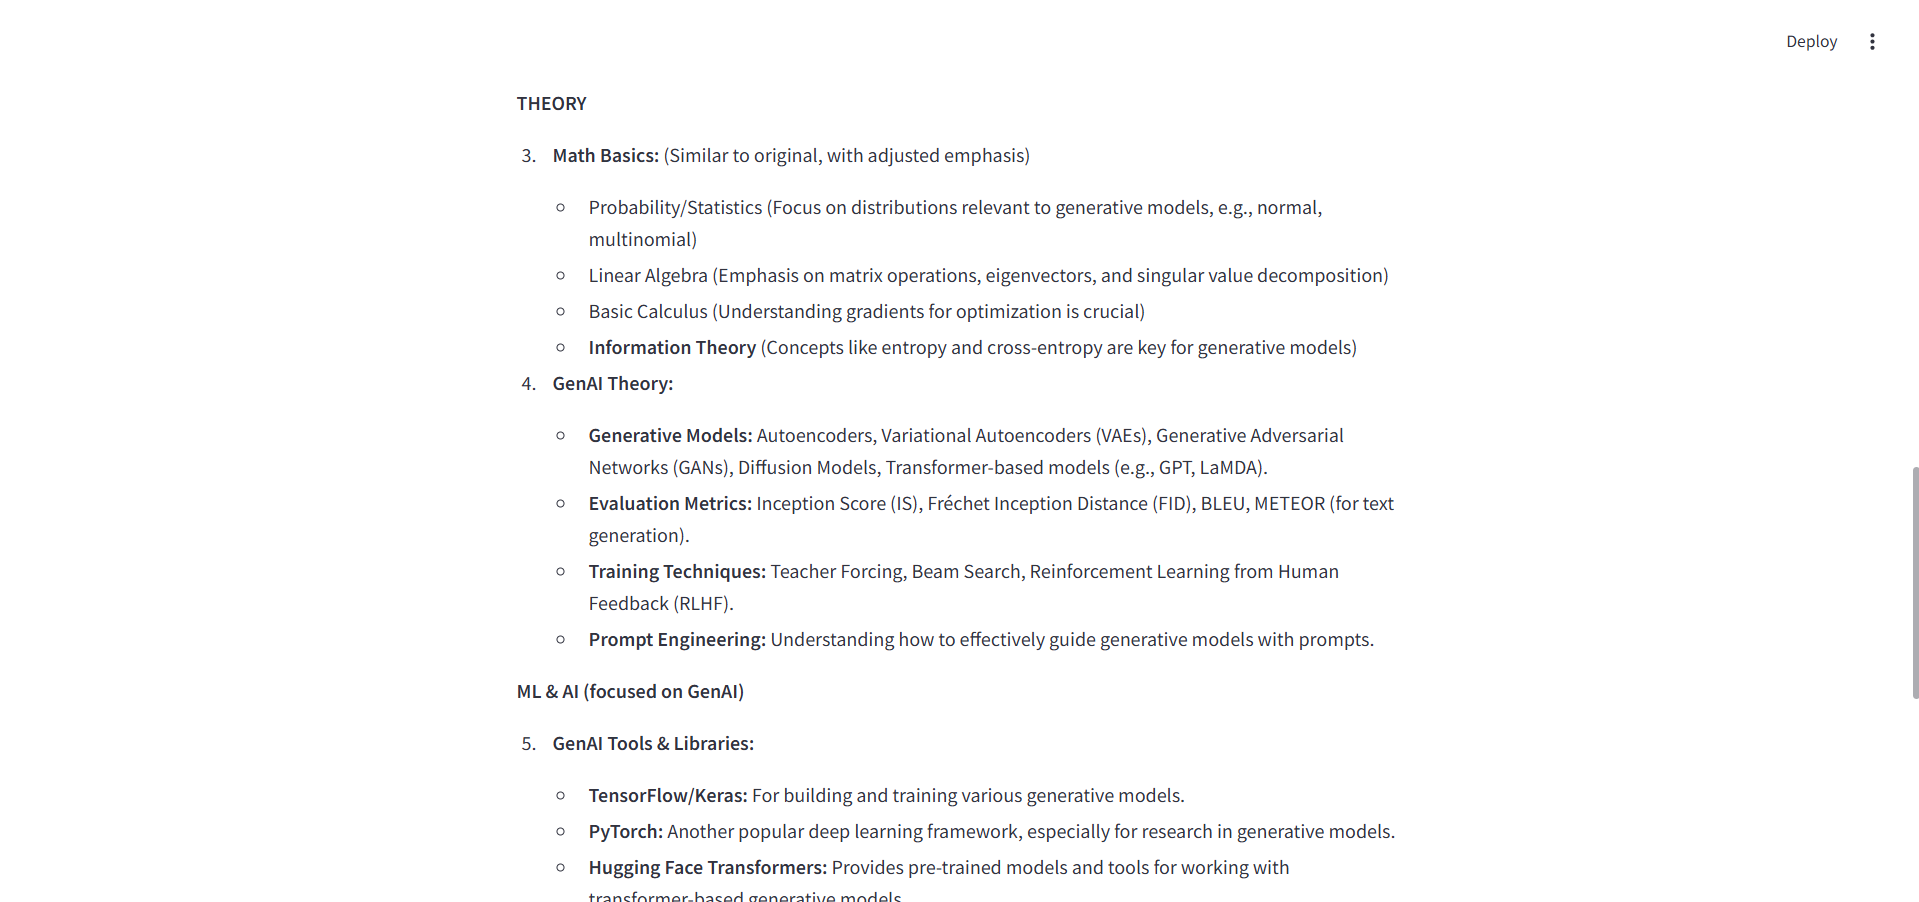 Deploy
THEORY
3. Math Basics: (Similar to original, with adjusted emphasis)
Probability/Statistics (Focus on distributions relevant to generative models, e.g., normal,
multinomial)
Linear Algebra (Emphasis on matrix operations, eigenvectors, and singular value decomposition)
Basic Calculus (Understanding gradients for optimization is crucial)
Information Theory (Concepts like entropy and cross-entropy are key for generative models)
4. GenAI Theory:
Generative Models: Autoencoders, Variational Autoencoders (VAEs), Generative Adversarial
Networks (GANs), Diffusion Models, Transformer-based models (e.g., GPT, LaMDA).
Evaluation Metrics: Inception Score (IS), Fréchet Inception Distance (FID), BLEU, METEOR (for text
generation).
Training Techniques: Teacher Forcing, Beam Search, Reinforcement Learning from Human
Feedback (RLHF).
Prompt Engineering: Understanding how to effectively guide generative models with prompts.
ML & AI (focused on GenAI)
5. GenAI Tools & Libraries:
TensorFlow/Keras: For building and training various generative models.
PyTorch: Another popular deep learning framework, especially for research in generative models.
Hugging Face Transformers: Provides pre-trained models and tools for working with
transformer-based generative models